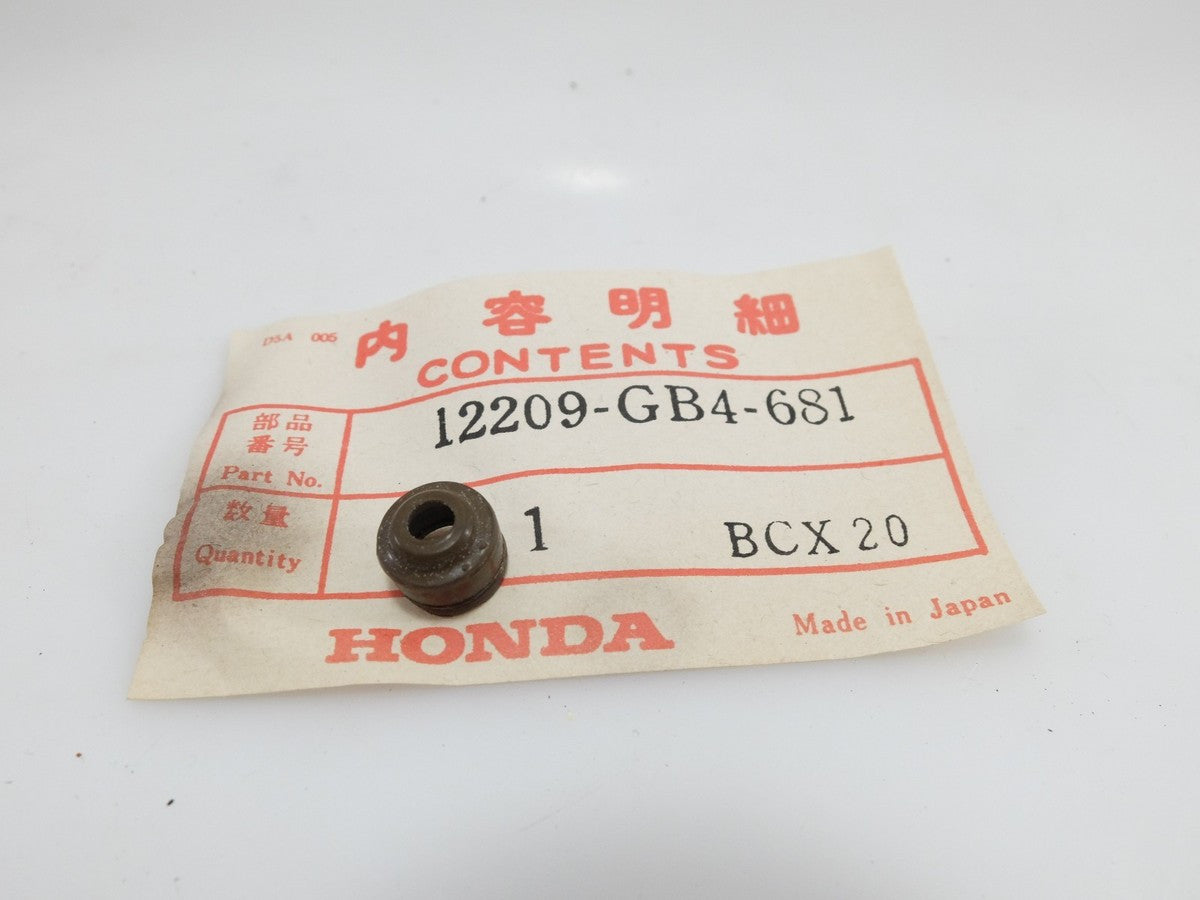 D5A 005
内容明細
CONTENTS
部品
番号
Part No.
12209-GB4-681
数量
Quantity
1
BCX 20
HONDA
Made in Japan